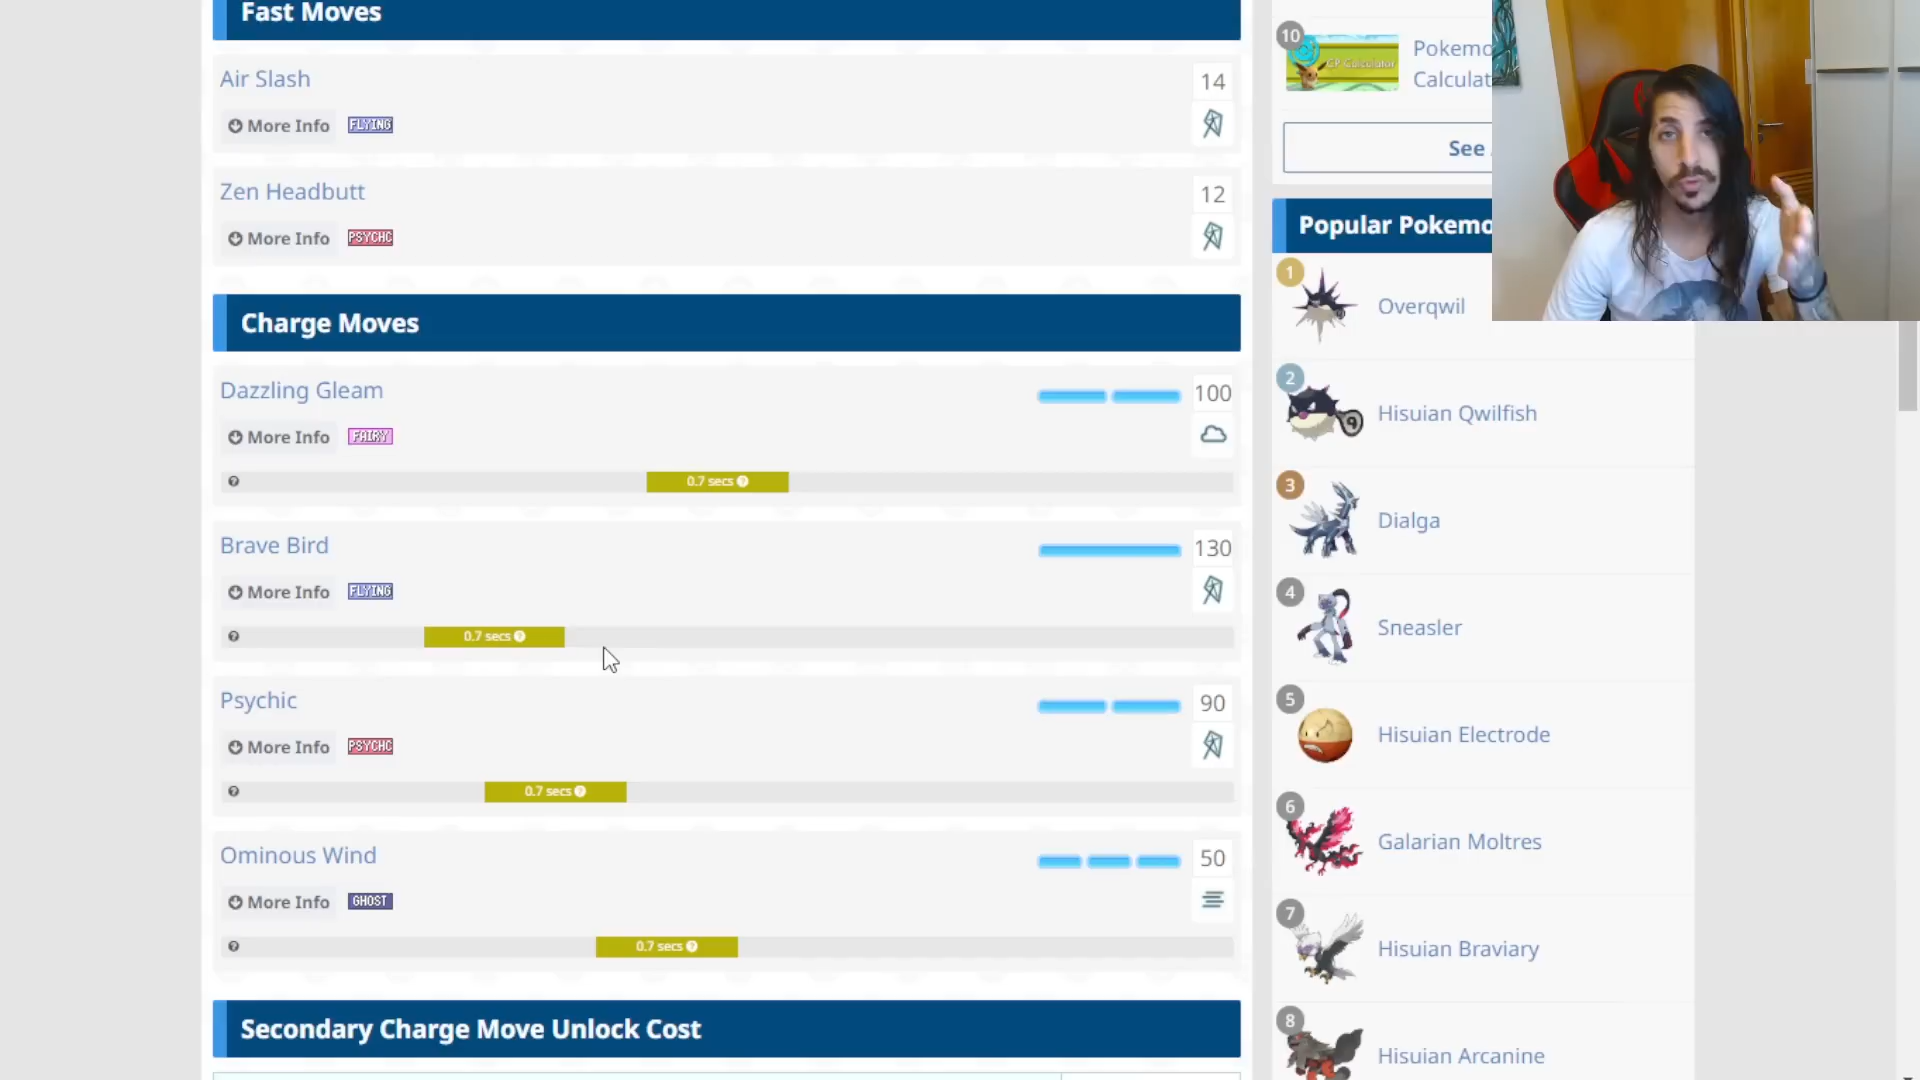 Fast Moves
Air Slash
14
More Info
FLYING
Zen Headbutt
12
More Info
PSYCHC
Charge Moves
Dazzling Gleam
100
More Info
FAIRY
0.7 secs
Brave Bird
130
More Info
FLYING
0.7 secs
Psychic
90
More Info
PSYCHC
0.7 secs
Ominous Wind
50
More Info
GHOST
0.7 secs
Secondary Charge Move Unlock Cost
10
CP Calculator
Pokemo
Calculat
See
Popular Pokemo
1
Overqwil
2
Hisuian Qwilfish
3
Dialga
4
Sneasler
5
Hisuian Electrode
6
Galarian Moltres
7
Hisuian Braviary
8
Hisuian Arcanine